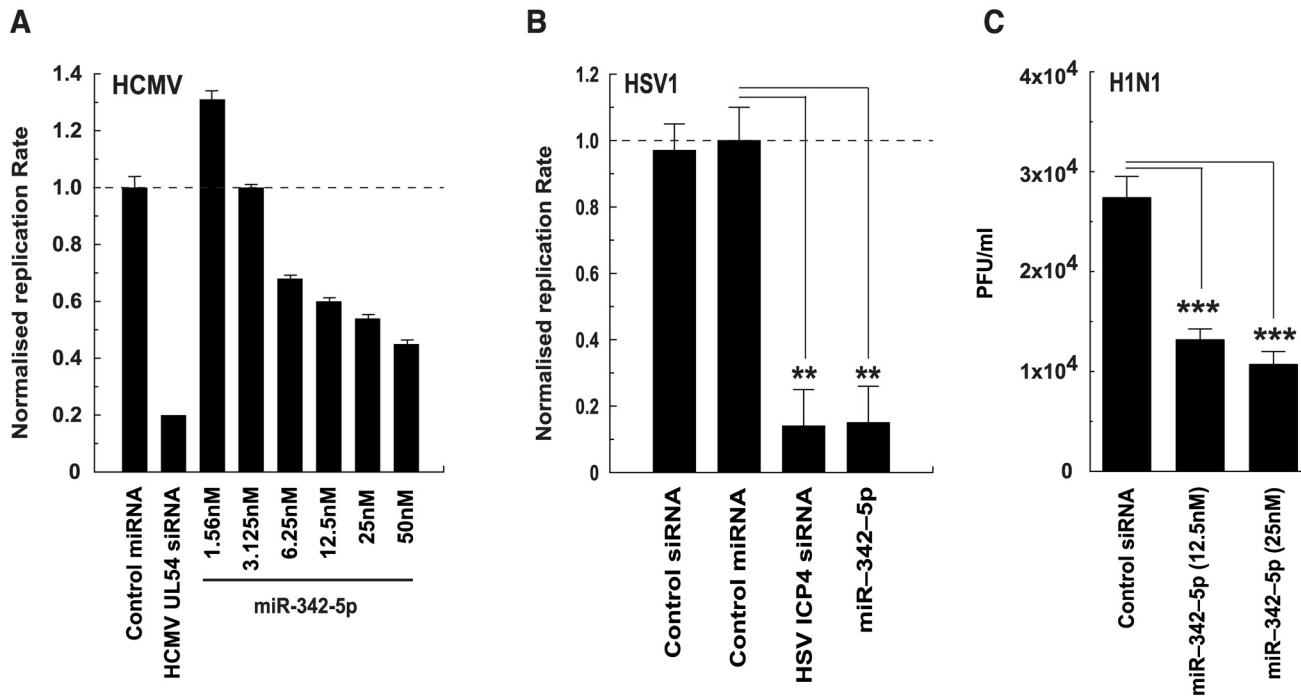 A
HCMV
Normalised replication Rate
1.4
1.2
1.0
0.8
0.6
0.4
0.2
0
Control miRNA
HCMV UL54 siRNA
1.56nM
3.125nM
6.25nM
12.5nM
25nM
50nM
miR-342-5p
B
HSV1
Normalised replication Rate
1.2
1.0
0.8
0.6
0.4
0.2
0
**
**
Control siRNA
Control miRNA
HSV ICP4 siRNA
miR–342–5p
C
H1N1
PFU/ml
4x10⁴
3x10⁴
2x10⁴
1x10⁴
0
***
***
Control siRNA
miR–342–5p (12.5nM)
miR–342–5p (25nM)